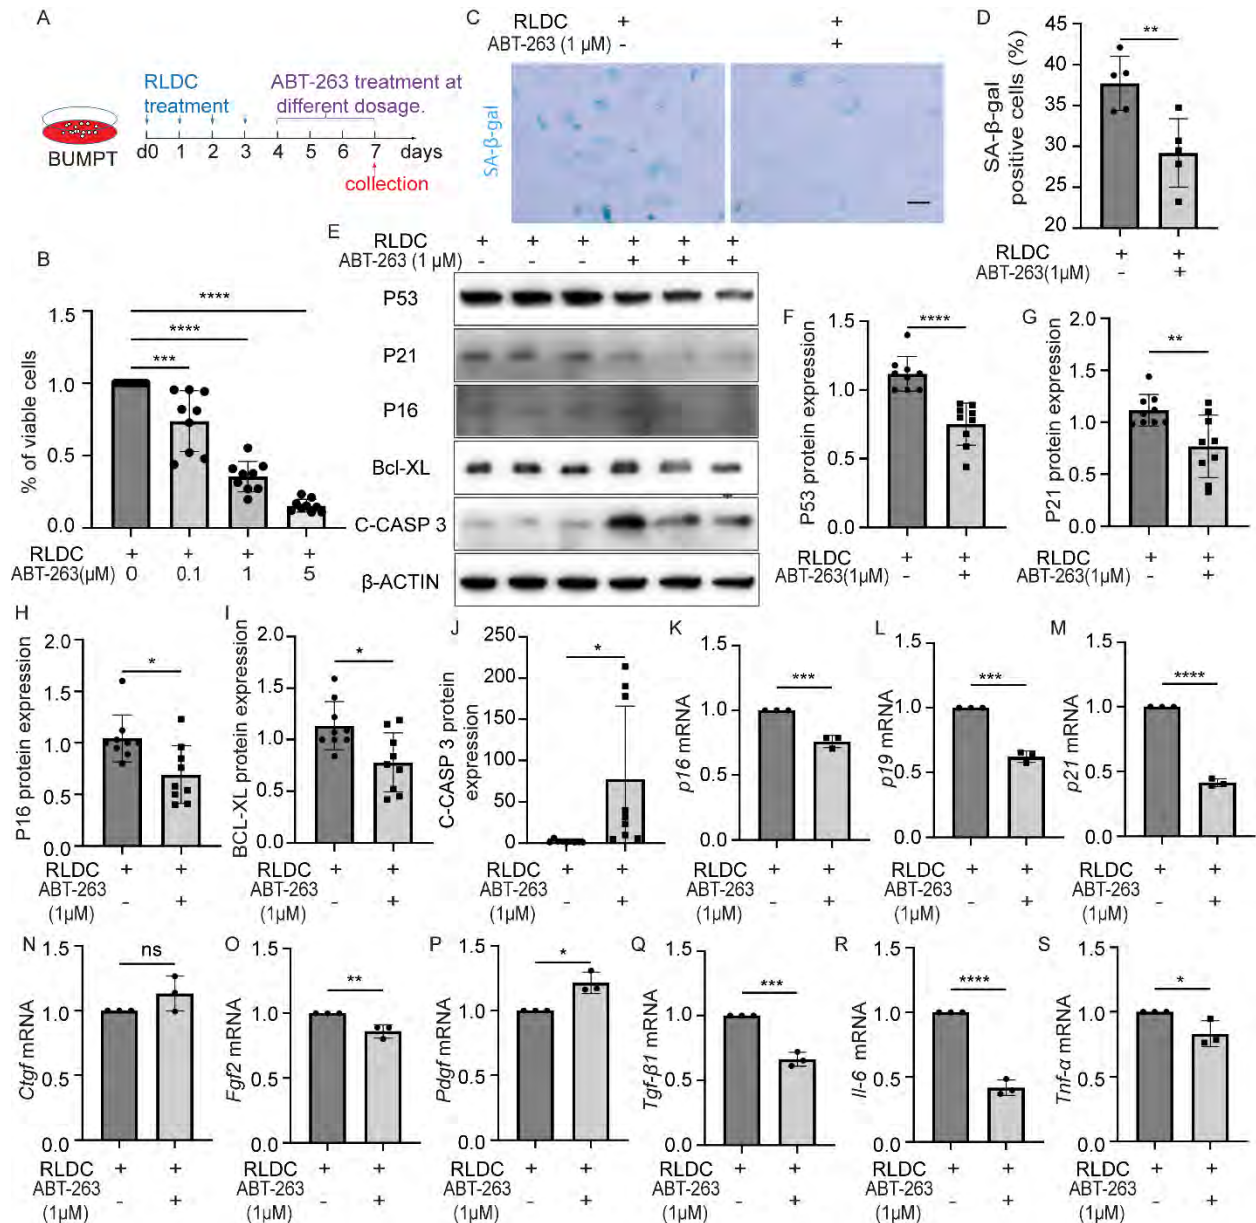 A
RLDC
treatment
ABT-263 treatment at
different dosage.
BUMPT
d0 1 2 3 4 5 6 7 days
collection
B
% of viable cells
1.5
1.0
0.5
0.0
***
****
****
RLDC + + + +
ABT-263(µM) 0 0.1 1 5
C
RLDC + +
ABT-263 (1 µM) - +
SA-β-gal
D
SA-β-gal
positive cells (%)
45
40
35
30
25
20
**
RLDC + +
ABT-263(1µM) - +
E
RLDC + + + + + +
ABT-263 (1 µM) - - - + + +
P53
P21
P16
Bcl-XL
C-CASP 3
β-ACTIN
F
P53 protein expression
1.5
1.0
0.5
0.0
****
RLDC + +
ABT-263(1µM) - +
G
P21 protein expression
2.0
1.5
1.0
0.5
0.0
**
RLDC + +
ABT-263(1µM) - +
H
P16 protein expression
2.0
1.5
1.0
0.5
0.0
*
RLDC + +
ABT-263
(1µM) - +
I
BCL-XL protein expression
2.0
1.5
1.0
0.5
0.0
*
RLDC + +
ABT-263
(1µM) - +
J
C-CASP 3 protein
expression
250
200
150
100
50
0
*
RLDC + +
ABT-263
(1µM) - +
K
p16 mRNA
1.5
1.0
0.5
0.0
***
RLDC + +
ABT-263
(1µM) - +
L
p19 mRNA
1.5
1.0
0.5
0.0
***
RLDC + +
ABT-263
(1µM) - +
M
p21 mRNA
1.5
1.0
0.5
0.0
****
RLDC + +
ABT-263
(1µM) - +
N
Ctgf mRNA
1.5
1.0
0.5
0.0
ns
RLDC + +
ABT-263
(1µM) - +
O
Fgf2 mRNA
1.5
1.0
0.5
0.0
**
RLDC + +
ABT-263
(1µM) - +
P
Pdgf mRNA
1.5
1.0
0.5
0.0
*
RLDC + +
ABT-263
(1µM) - +
Q
Tgf-β1 mRNA
1.5
1.0
0.5
0.0
***
RLDC + +
ABT-263
(1µM) - +
R
Il-6 mRNA
1.5
1.0
0.5
0.0
****
RLDC + +
ABT-263
(1µM) - +
S
Tnf-α mRNA
1.5
1.0
0.5
0.0
*
RLDC + +
ABT-263
(1µM) - +